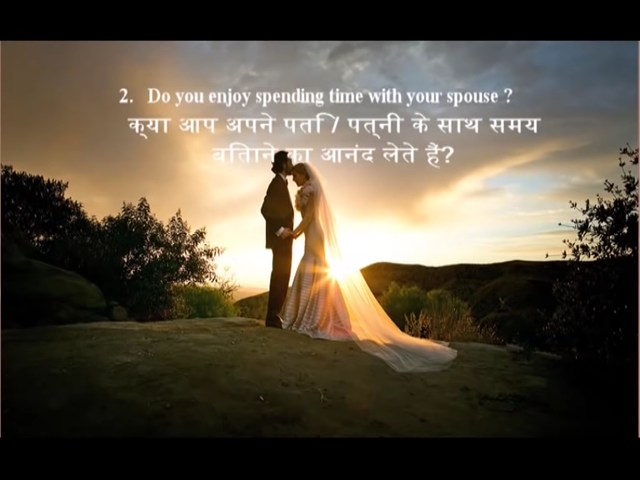 2. Do you enjoy spending time with your spouse ?
क्या आप अपने पति / पत्नी के साथ समय
बिताने का आनंद लेते हैं?